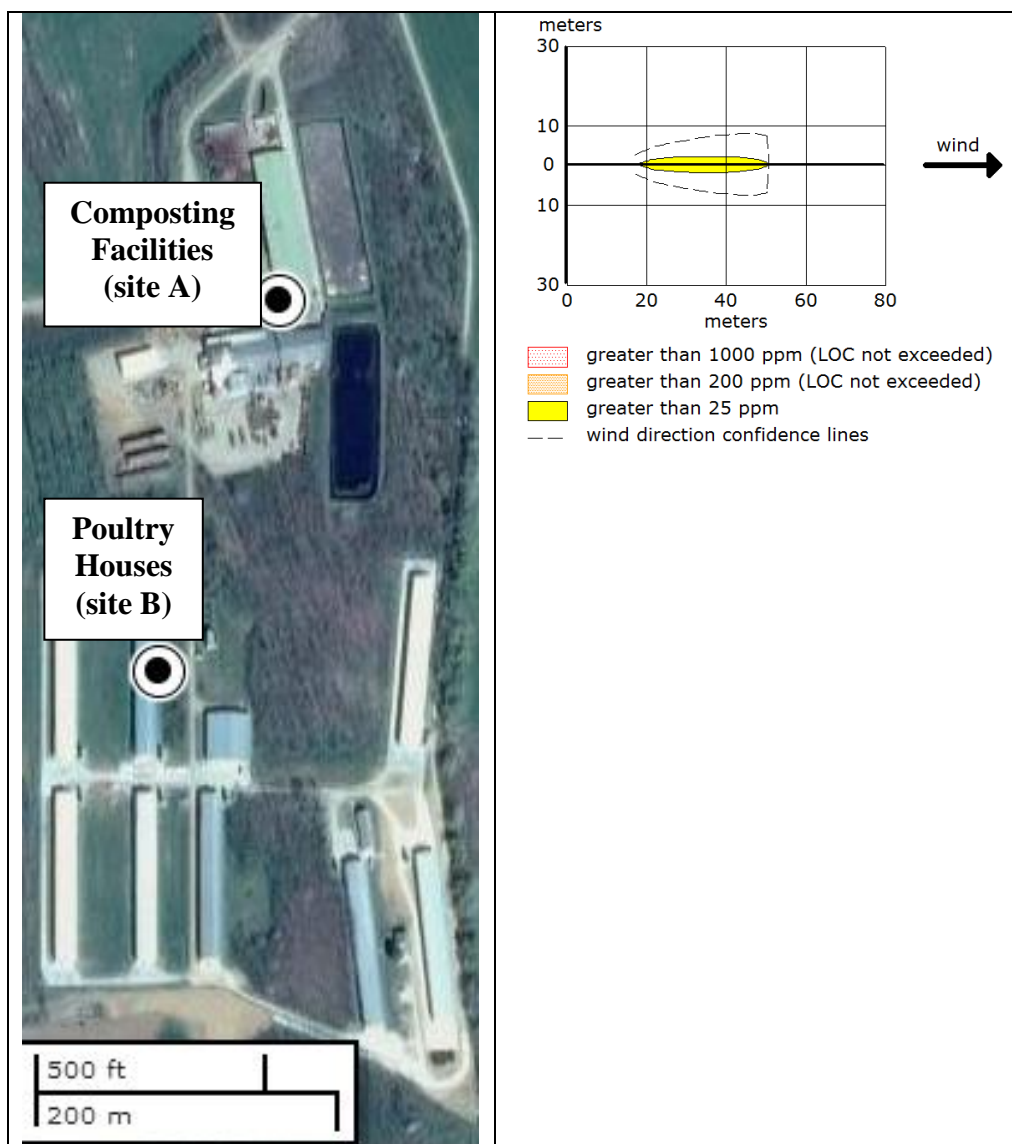 Composting
Facilities
(site A)
Poultry
Houses
(site B)
500 ft
200 m
meters
30
10
0
10
30
0 20 40 60 80
meters
wind
greater than 1000 ppm (LOC not exceeded)
greater than 200 ppm (LOC not exceeded)
greater than 25 ppm
wind direction confidence lines